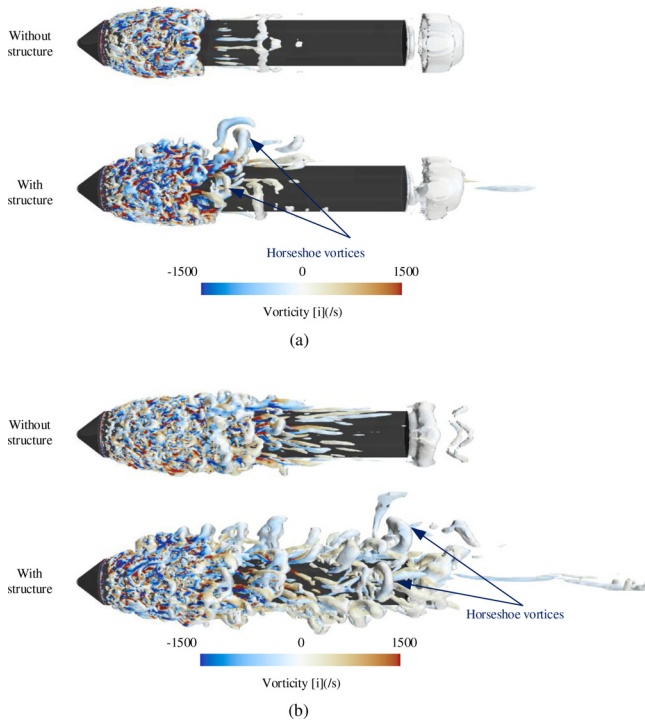 Without
structure
With
structure
Horseshoe vortices
-1500 0 1500
Vorticity [i](/s)
(a)
Without
structure
With
structure
Horseshoe vortices
-1500 0 1500
Vorticity [i](/s)
(b)